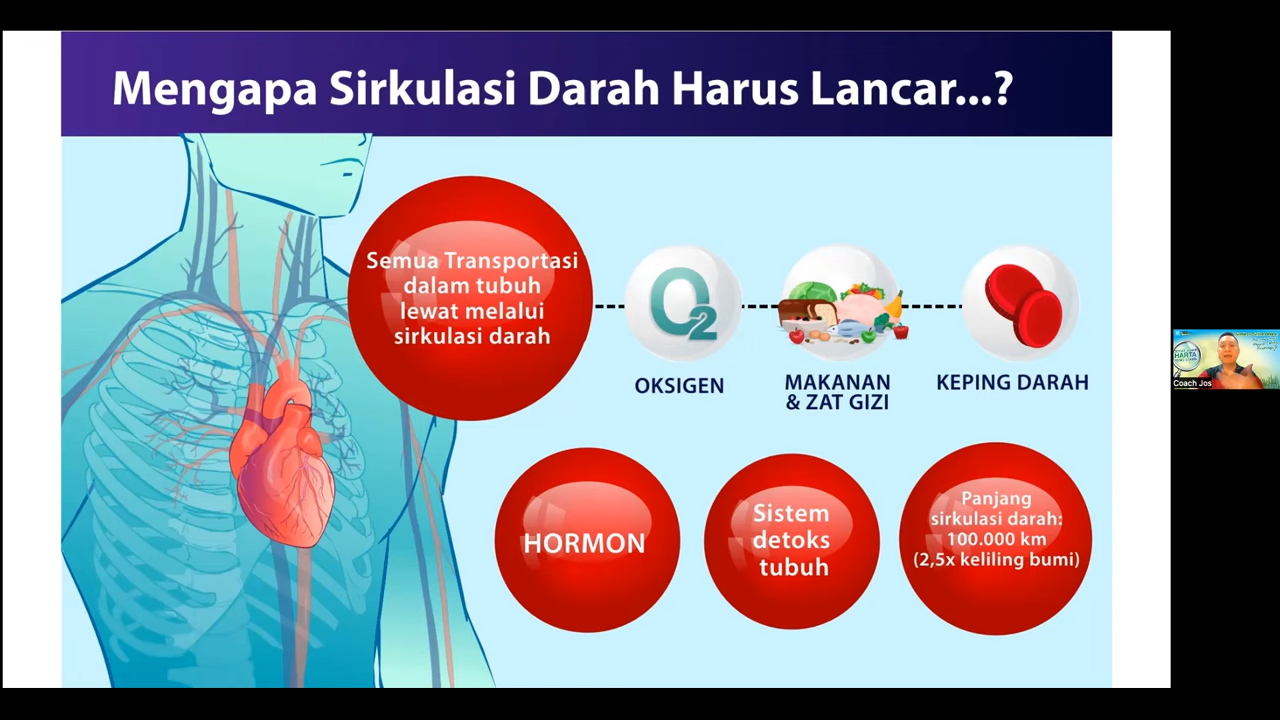 Mengapa Sirkulasi Darah Harus Lancar...?
Semua Transportasi
dalam tubuh
lewat melalui
sirkulasi darah
O2
OKSIGEN
MAKANAN
& ZAT GIZI
KEPING DARAH
HORMON
Sistem
detoks
tubuh
Panjang
sirkulasi darah:
100.000 km
(2,5x keliling bumi)
HARTA
Coach Jos